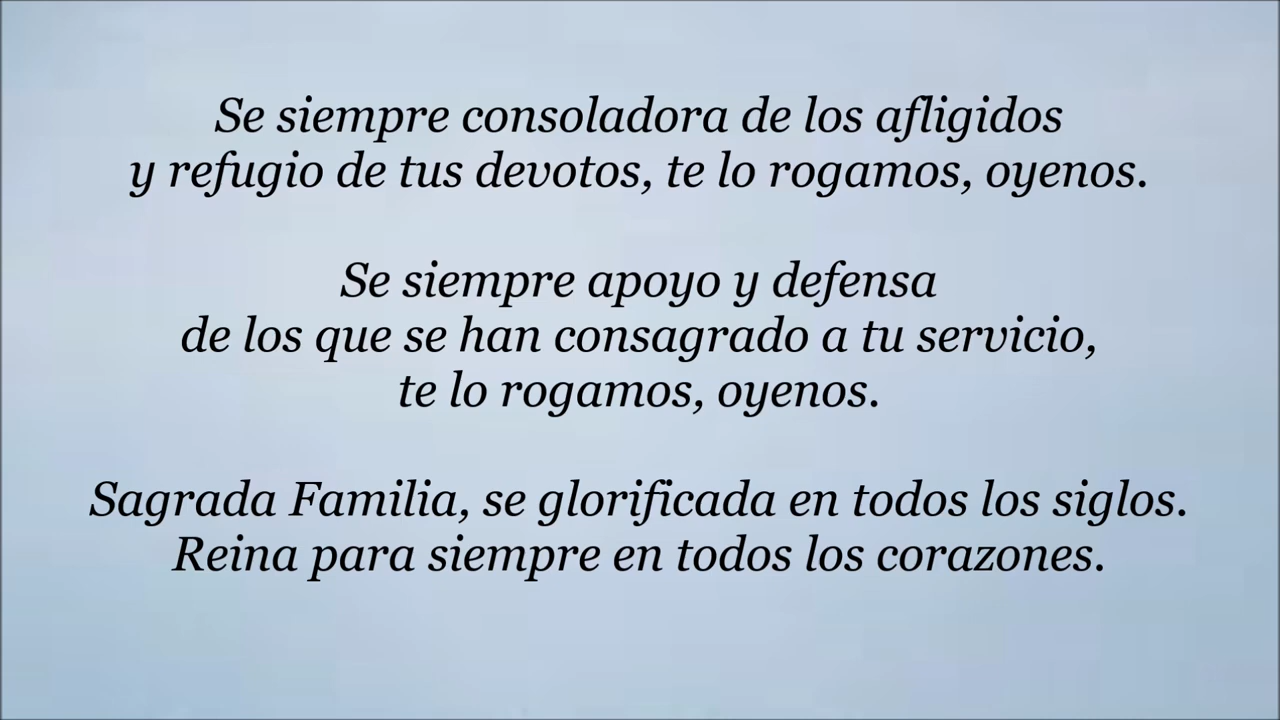 Se siempre consoladora de los afligidos
y refugio de tus devotos, te lo rogamos, oyenos.
Se siempre apoyo y defensa
de los que se han consagrado a tu servicio,
te lo rogamos, oyenos.
Sagrada Familia, se glorificada en todos los siglos.
Reina para siempre en todos los corazones.